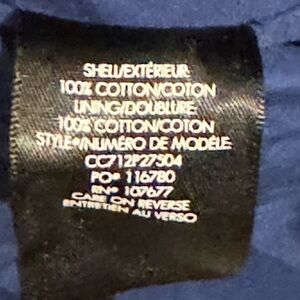 SHELL/EXTÉRIEUR
100% COTTON/COTON
LINING/DOUBLURE
100% COTTON/COTON
STYLE#/NUMÉRO DE MODÈLE:
CC712P27504
PO# 116780
RN# 107677
CARE ON REVERSE
ENTRETIEN AU VERSO